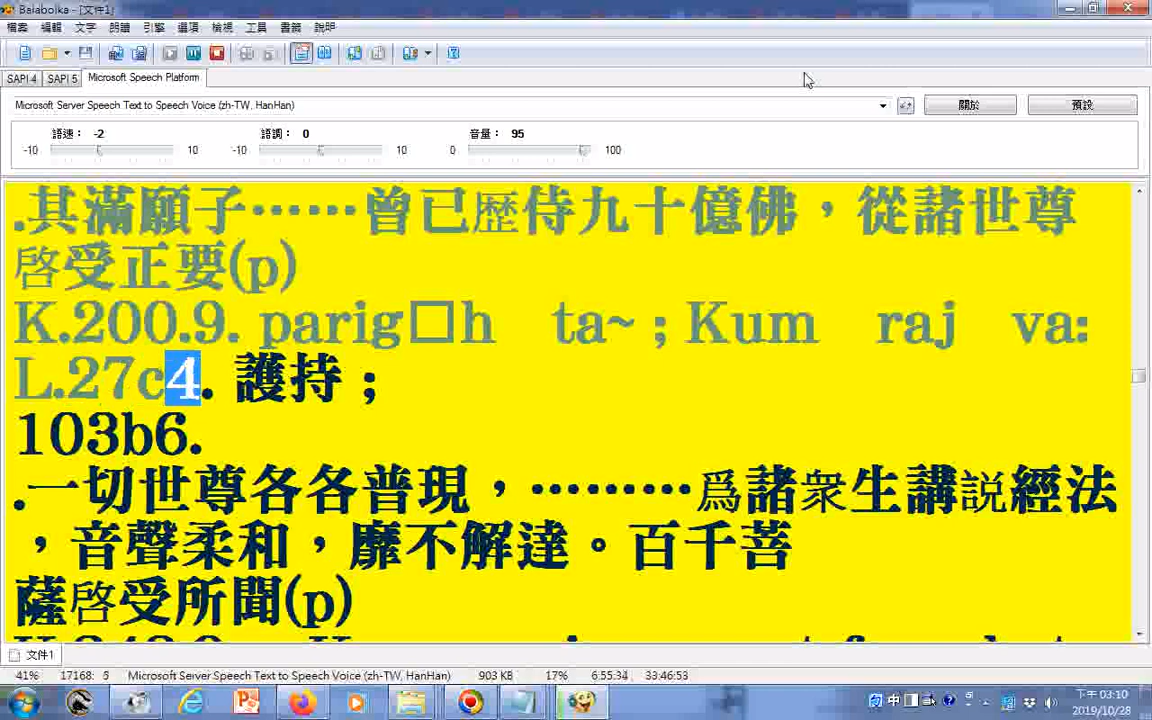 Balabolka - [文件1]
檔案 編輯 文字 朗讀 引擎 選項 檢視 工具 書籤 說明
SAPI 4 SAPI 5 Microsoft Speech Platform
Microsoft Server Speech Text to Speech Voice (zh-TW, HanHan) 關於 預設
語速： -2 語調： 0 音量： 95
-10 10 -10 10 0 100
.其滿願子……曾已歷侍九十億佛，從諸世尊
啓受正要(p)
K.200.9. parig□h ta~ ; Kum raj va:
L.27c4. 護持；
103b6.
.一切世尊各各普現，………爲諸衆生講説經法
，音聲柔和，靡不解達。百千菩
薩啓受所聞(p)
文件1
41% 17168: 5 Microsoft Server Speech Text to Speech Voice (zh-TW, HanHan) 903 KB 17% 6:55:34 33:46:53
中 下午 03:10
2019/10/28